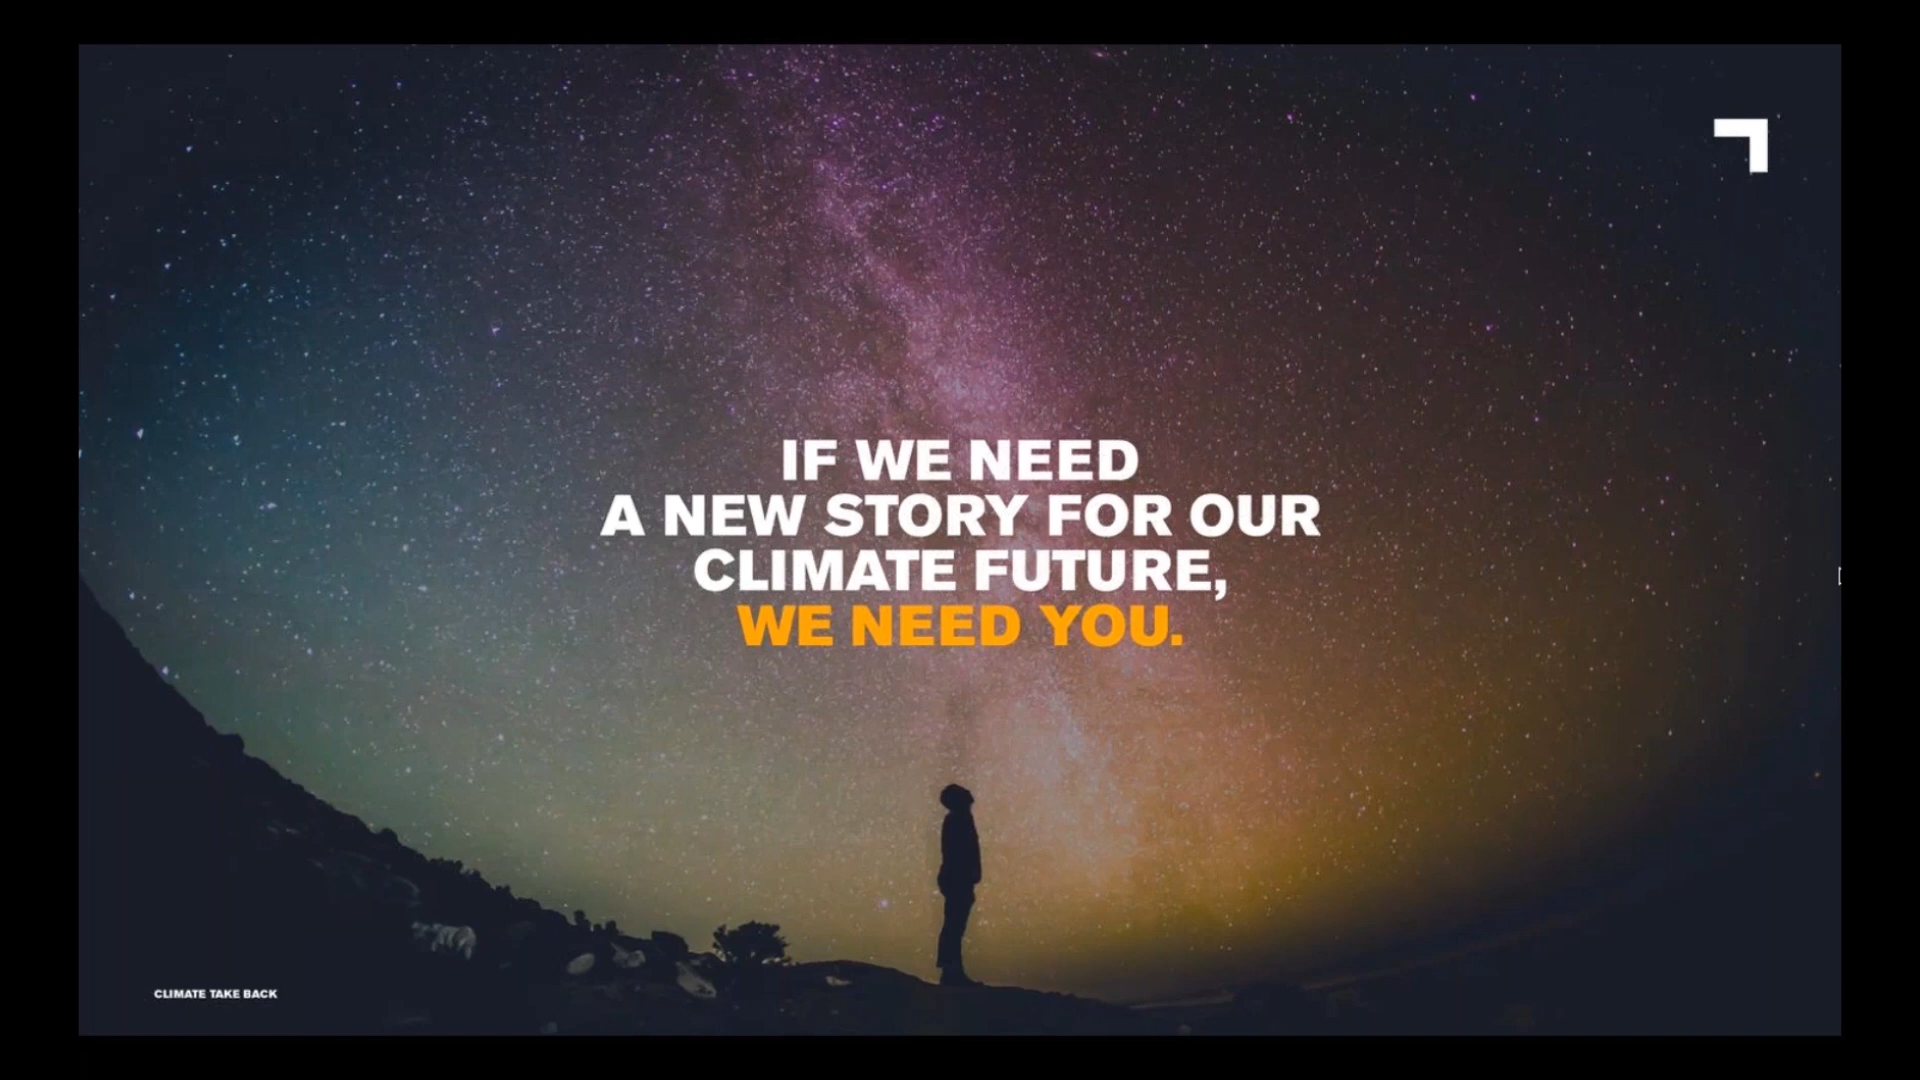 IF WE NEED
A NEW STORY FOR OUR
CLIMATE FUTURE,
WE NEED YOU.
CLIMATE TAKE BACK